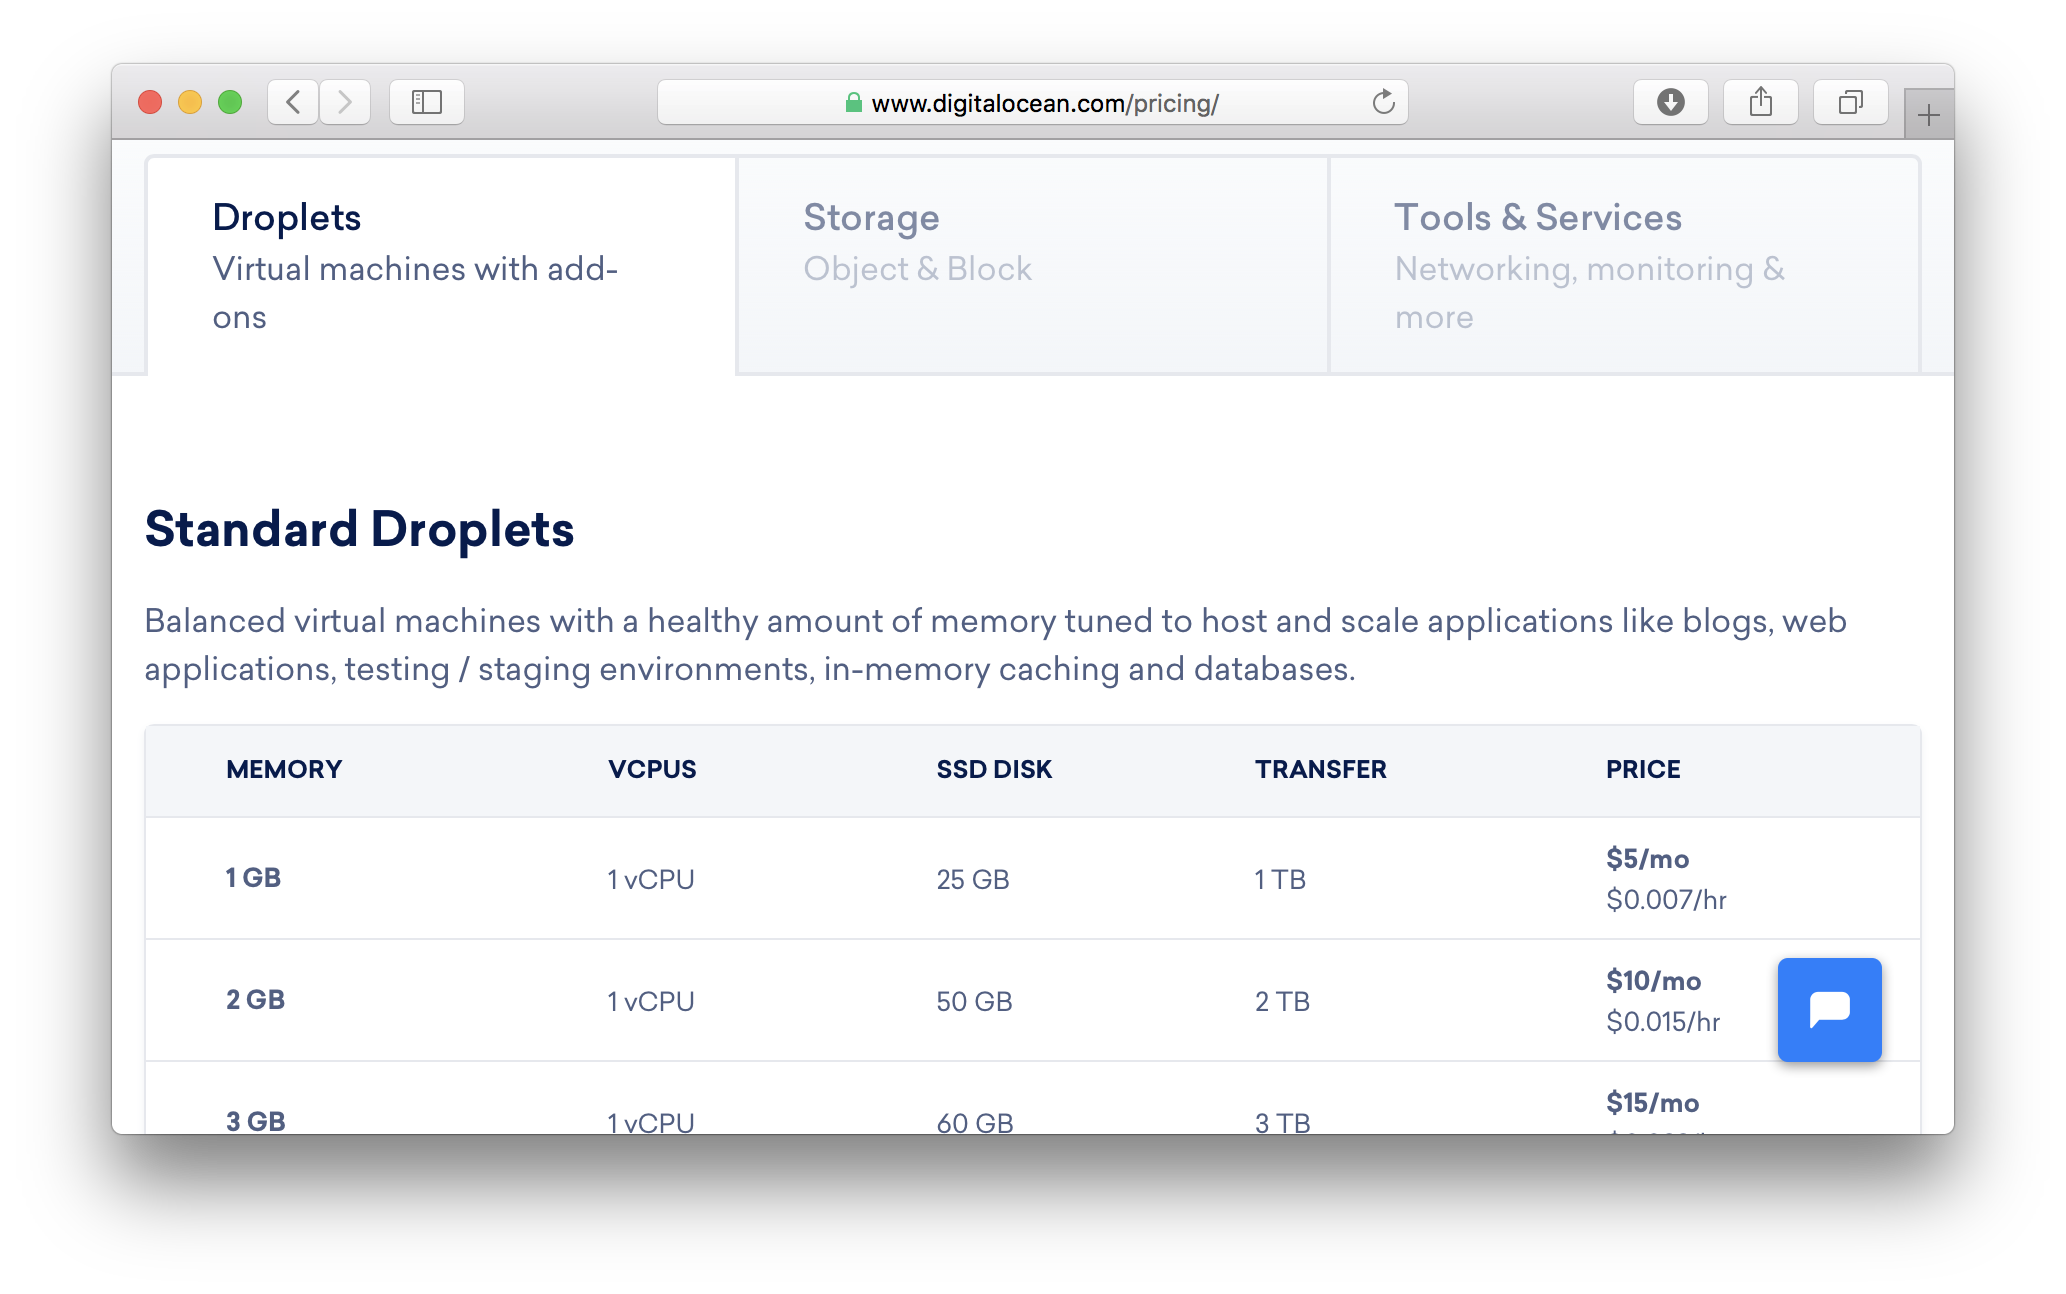 www.digitalocean.com/pricing/
Droplets
Virtual machines with add-
ons
Storage
Object & Block
Tools & Services
Networking, monitoring &
more
Standard Droplets
Balanced virtual machines with a healthy amount of memory tuned to host and scale applications like blogs, web
applications, testing / staging environments, in-memory caching and databases.
MEMORY VCPUS SSD DISK TRANSFER PRICE
1 GB 1 vCPU 25 GB 1 TB $5/mo
$0.007/hr
2 GB 1 vCPU 50 GB 2 TB $10/mo
$0.015/hr
3 GB 1 vCPU 60 GB 3 TB $15/mo